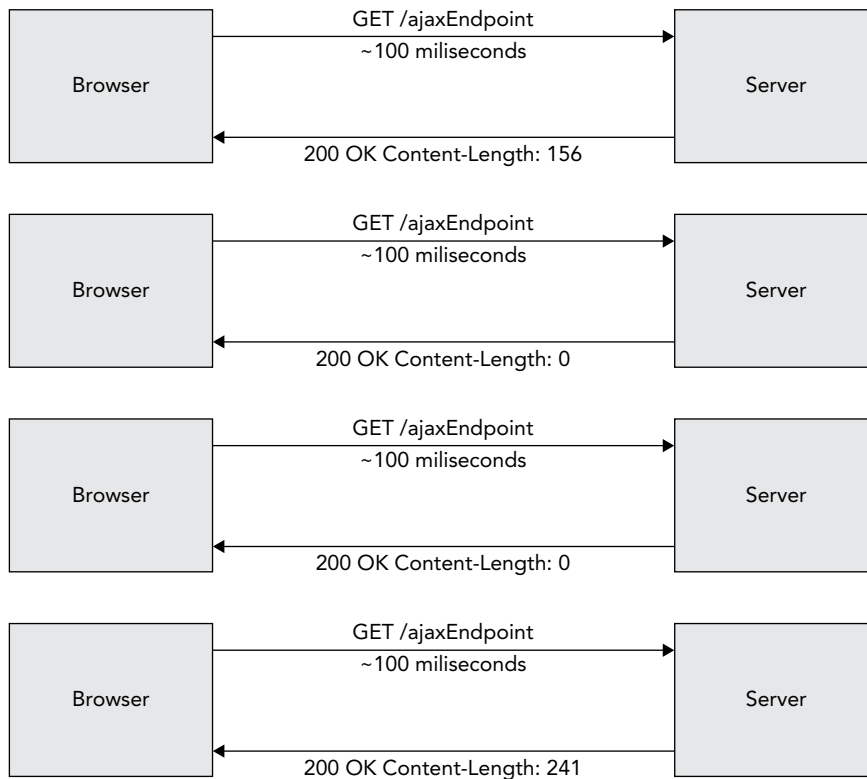 GET /ajaxEndpoint
~100 miliseconds
Browser
Server
200 OK Content-Length: 156
GET /ajaxEndpoint
~100 miliseconds
Browser
Server
200 OK Content-Length: 0
GET /ajaxEndpoint
~100 miliseconds
Browser
Server
200 OK Content-Length: 0
GET /ajaxEndpoint
~100 miliseconds
Browser
Server
200 OK Content-Length: 241